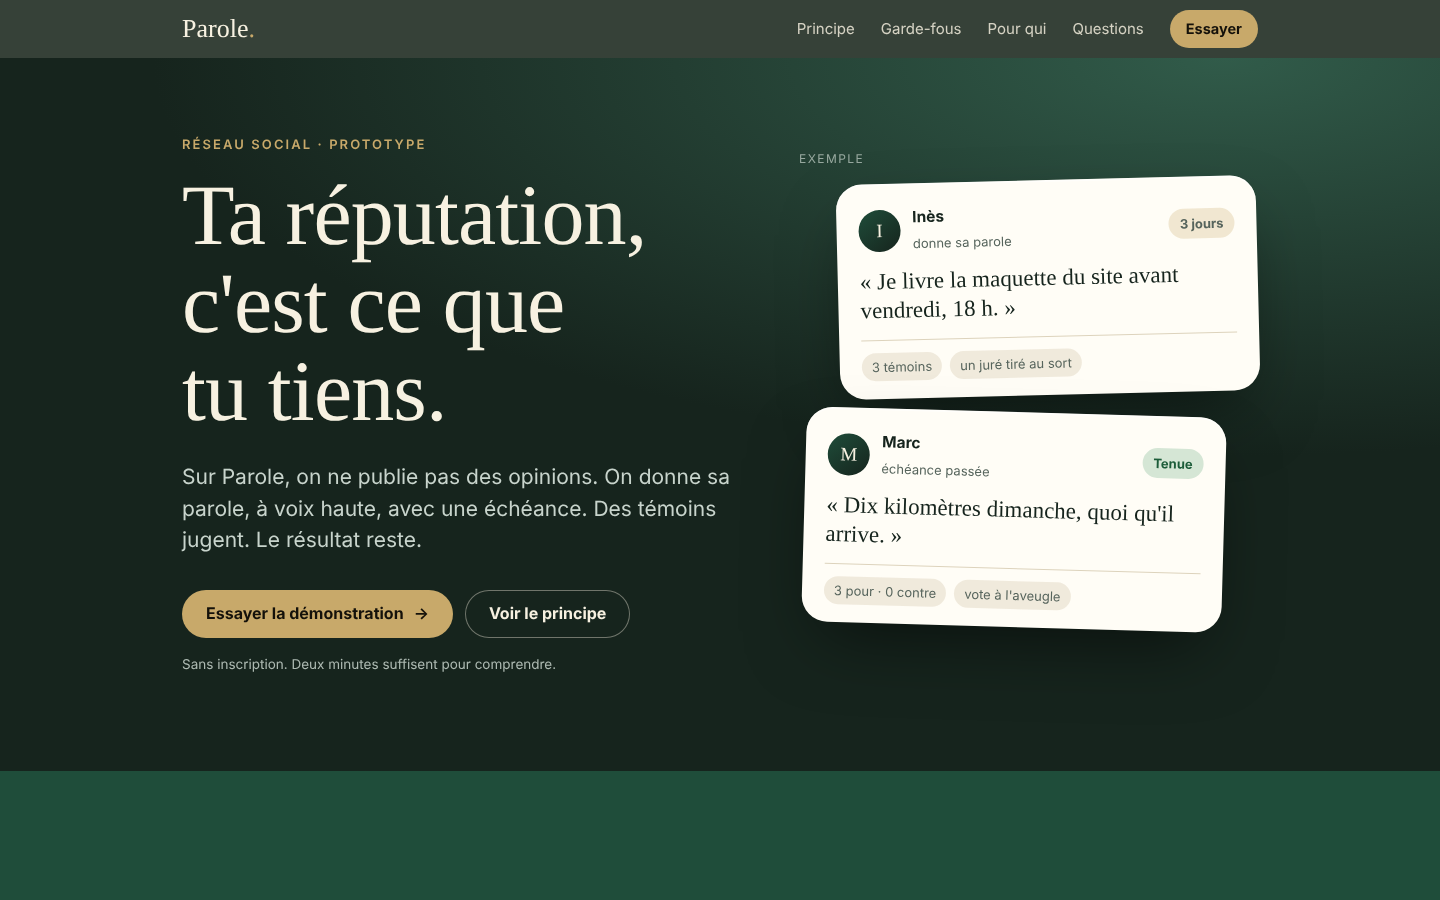 Parole.
Principe
Garde-fous
Pour qui
Questions
Essayer
RÉSEAU SOCIAL · PROTOTYPE
Ta réputation,
c'est ce que
tu tiens.
Sur Parole, on ne publie pas des opinions. On donne sa
parole, à voix haute, avec une échéance. Des témoins
jugent. Le résultat reste.
Essayer la démonstration →
Voir le principe
Sans inscription. Deux minutes suffisent pour comprendre.
EXEMPLE
I
Inès
donne sa parole
3 jours
« Je livre la maquette du site avant
vendredi, 18 h. »
3 témoins
un juré tiré au sort
M
Marc
échéance passée
Tenue
« Dix kilomètres dimanche, quoi qu'il
arrive. »
3 pour · 0 contre
vote à l'aveugle